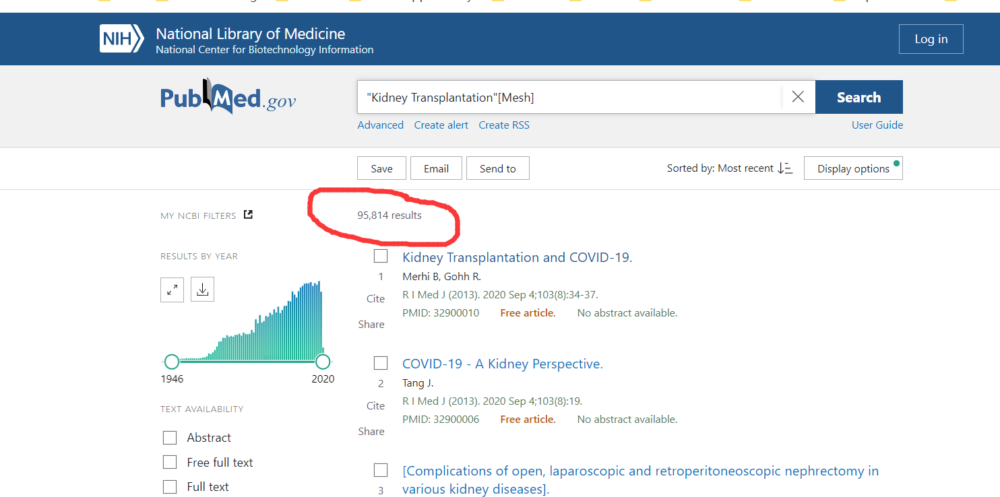 NIH
National Library of Medicine
National Center for Biotechnology Information
Log in
PubMed.gov
"Kidney Transplantation"[Mesh]
Search
Advanced Create alert Create RSS
User Guide
Save Email Send to
Sorted by: Most recent
Display options
MY NCBI FILTERS
95,814 results
RESULTS BY YEAR
1946 2020
TEXT AVAILABILITY
Abstract
Free full text
Full text
Kidney Transplantation and COVID-19.
1
Merhi B, Gohh R.
Cite
R I Med J (2013). 2020 Sep 4;103(8):34-37.
PMID: 32900010 Free article. No abstract available.
Share
COVID-19 - A Kidney Perspective.
2
Tang J.
Cite
R I Med J (2013). 2020 Sep 4;103(8):19.
PMID: 32900006 Free article. No abstract available.
Share
[Complications of open, laparoscopic and retroperitoneoscopic nephrectomy in
3
various kidney diseases].